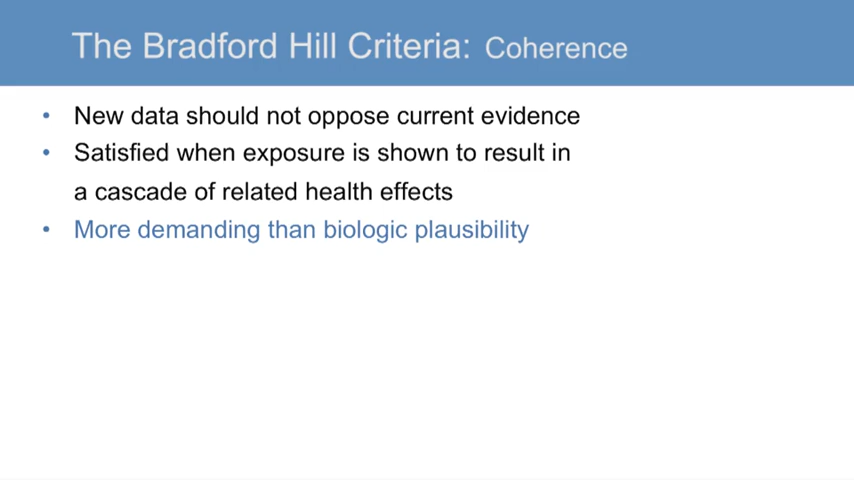 The Bradford Hill Criteria: Coherence
• New data should not oppose current evidence
• Satisfied when exposure is shown to result in
a cascade of related health effects
• More demanding than biologic plausibility